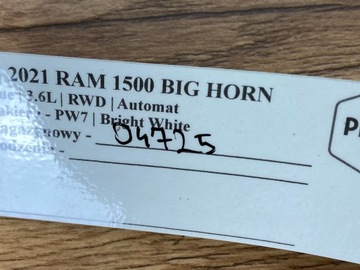 2021 RAM 1500 BIG HORN
3.6L | RWD | Automat
- PW7 | Bright White
04725